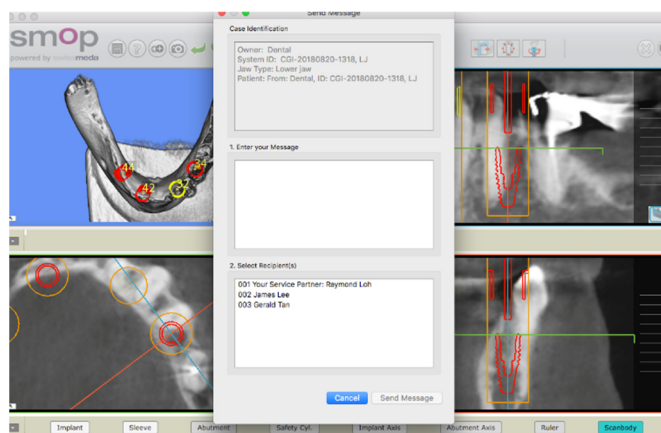 Send Message
smop
powered by swissmeda
Case Identification
Owner: Dental
System ID: CGI-20180820-1318, LJ
Jaw Type: Lower jaw
Patient: From: Dental, ID: CGI-20180820-1318, LJ
44
42
32
34
1. Enter your Message
2. Select Recipient(s)
001 Your Service Partner: Raymond Loh
002 James Lee
003 Gerald Tan
Cancel
Send Message
Implant
Sleeve
Abutment
Safety Cyl.
Implant Axis
Abutment Axis
Ruler
Scanbody